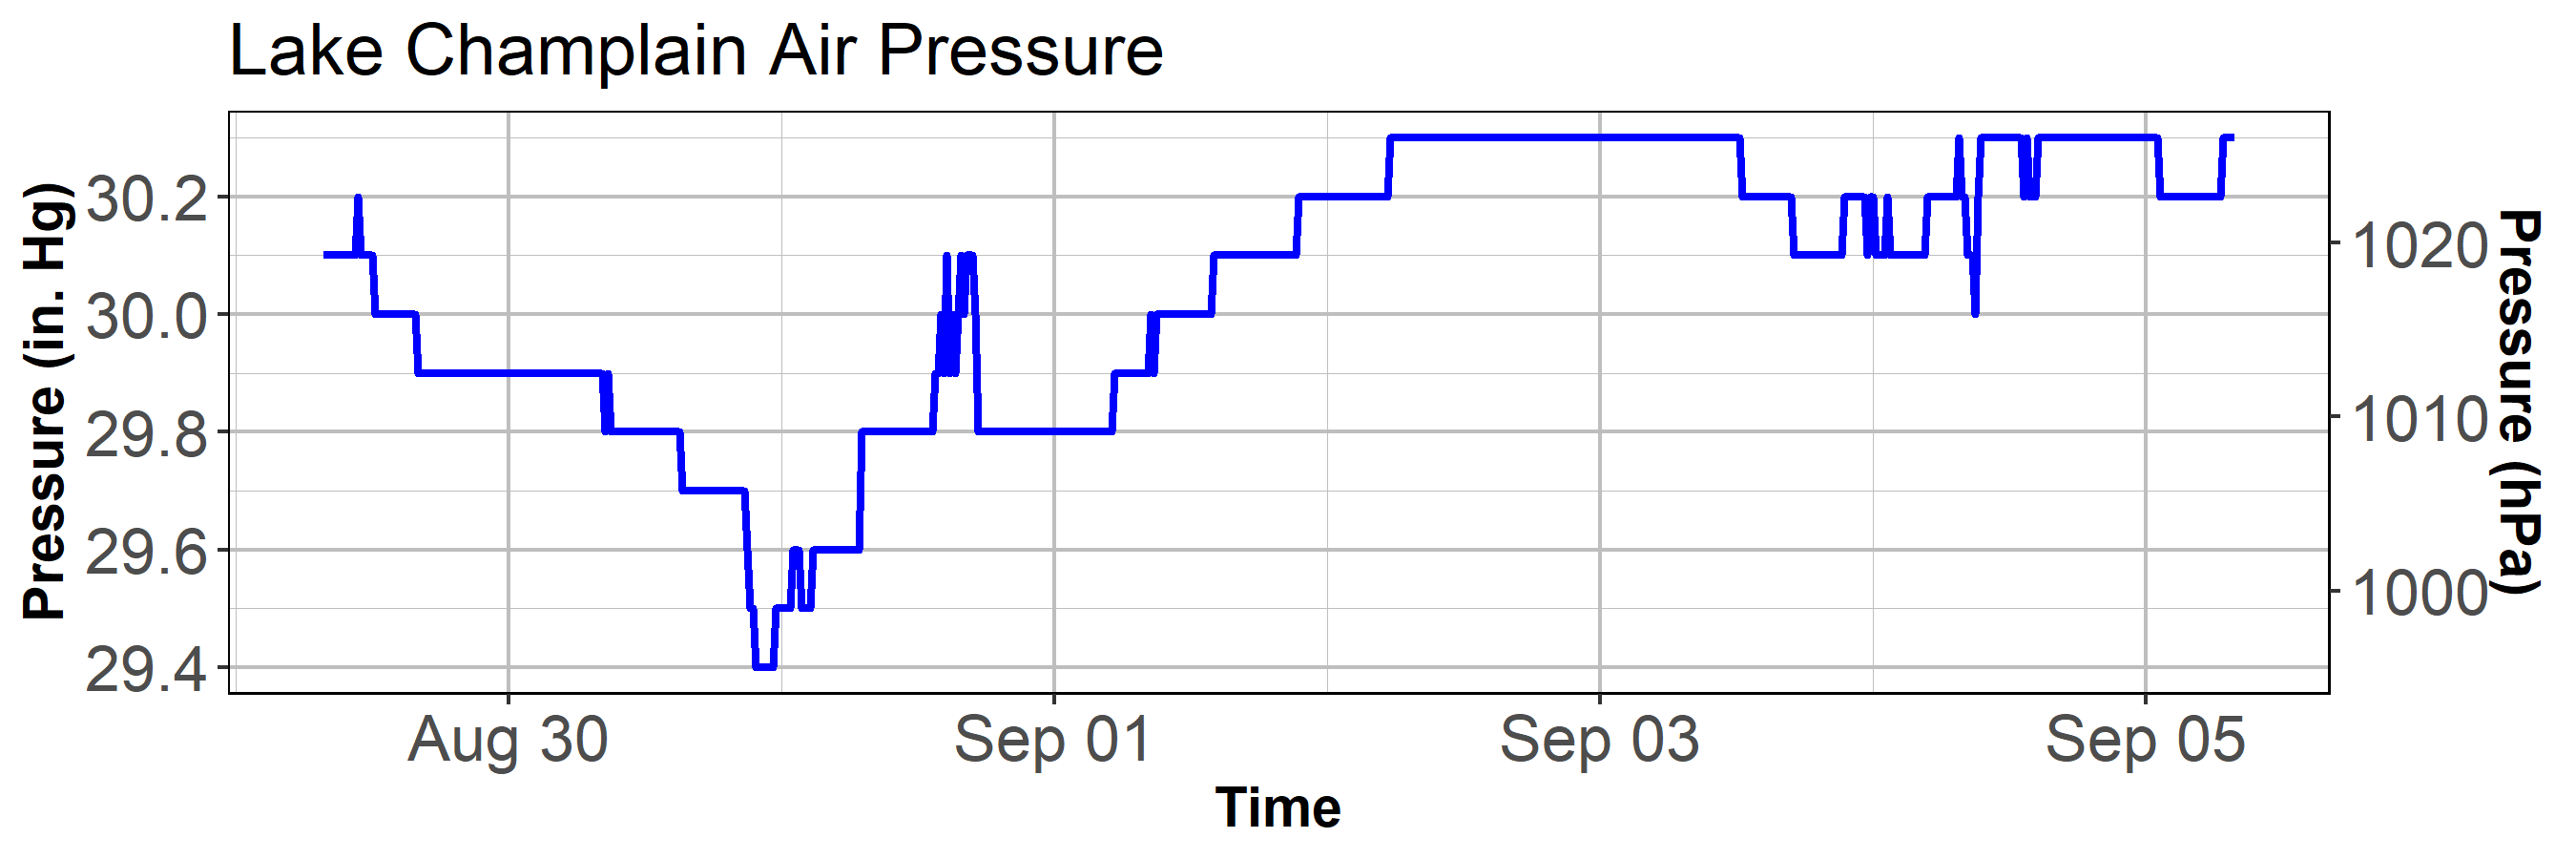 Lake Champlain Air Pressure
Pressure (in. Hg)
30.2
30.0
29.8
29.6
29.4
1020
1010
1000
Pressure (hPa)
Aug 30
Sep 01
Sep 03
Sep 05
Time